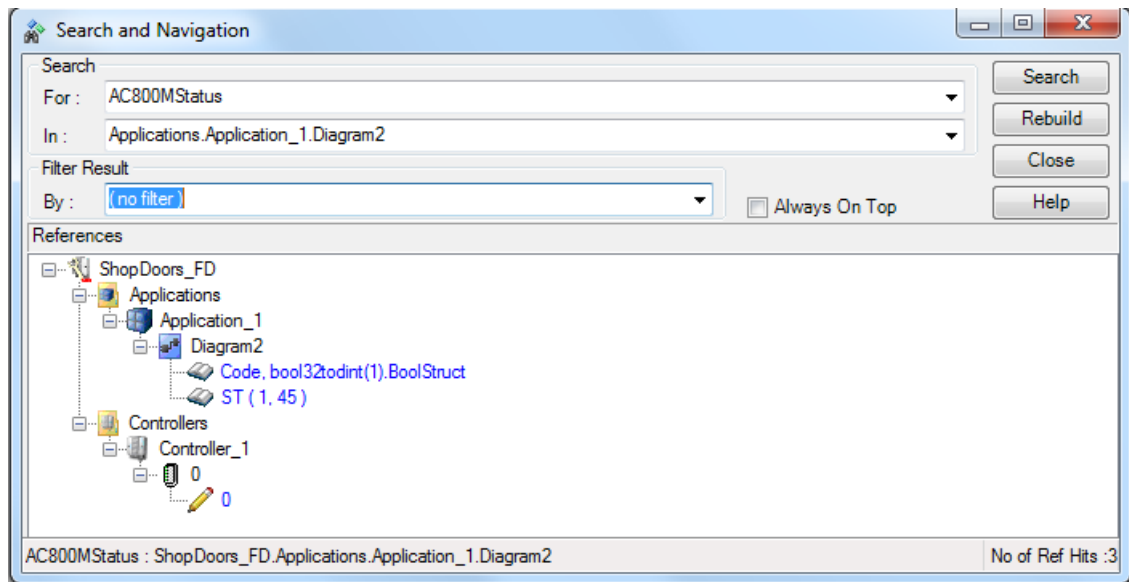 Search and Navigation
Search
For : AC800MStatus
In : Applications.Application_1.Diagram2
Search
Rebuild
Close
Help
Filter Result
By : ( no filter )
Always On Top
References
ShopDoors_FD
Applications
Application_1
Diagram2
Code, bool32todint(1).BoolStruct
ST ( 1, 45 )
Controllers
Controller_1
0
0
AC800MStatus : ShopDoors_FD.Applications.Application_1.Diagram2
No of Ref Hits :3